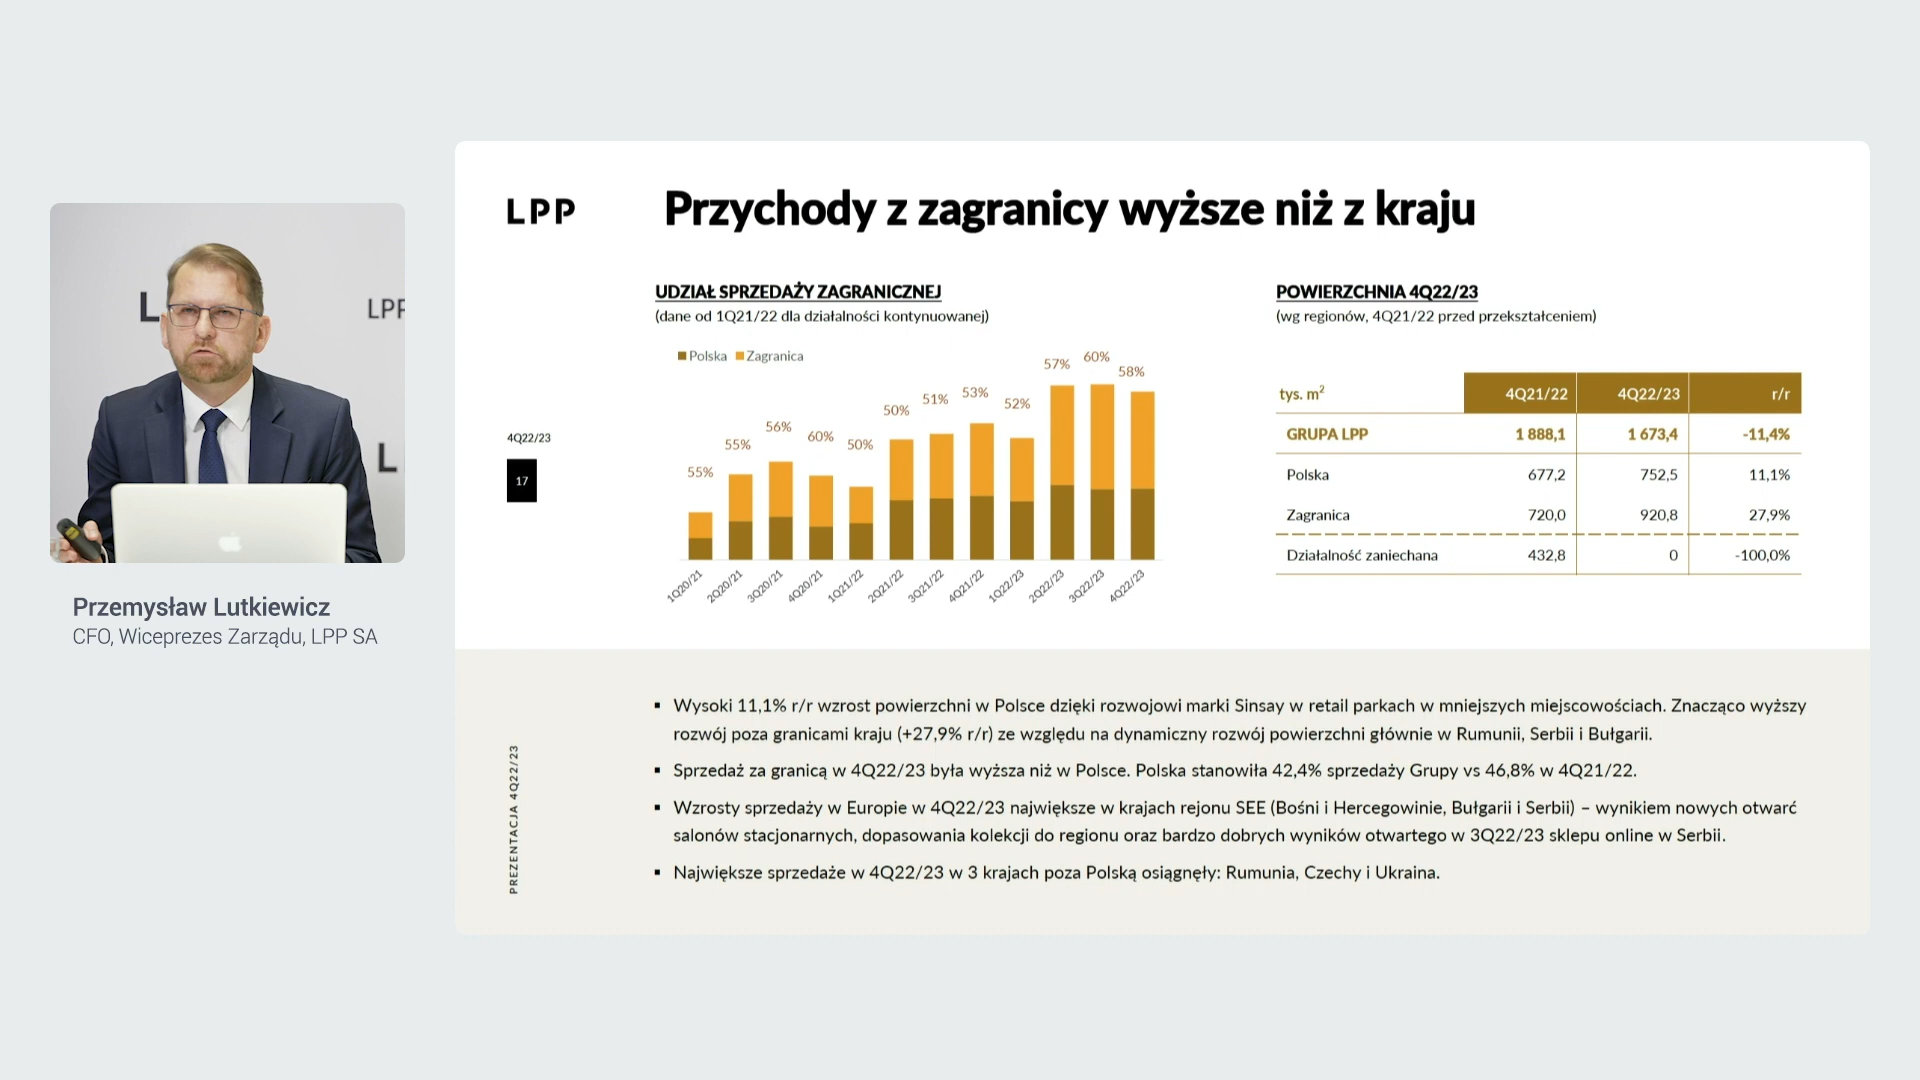 L
LPP
L
Przemysław Lutkiewicz
CFO, Wiceprezes Zarządu, LPP SA
LPP
Przychody z zagranicy wyższe niż z kraju
4Q22/23
17
PREZENTACJA 4Q22/23
UDZIAŁ SPRZEDAŻY ZAGRANICZNEJ
(dane od 1Q21/22 dla działalności kontynuowanej)
Polska Zagranica
55% 55% 56% 60% 50% 50% 51% 53% 52% 57% 60% 58%
1Q20/21 2Q20/21 3Q20/21 4Q20/21 1Q21/22 2Q21/22 3Q21/22 4Q21/22 1Q22/23 2Q22/23 3Q22/23 4Q22/23
POWIERZCHNIA 4Q22/23
(wg regionów, 4Q21/22 przed przekształceniem)
tys. m² 4Q21/22 4Q22/23 r/r
GRUPA LPP 1 888,1 1 673,4 -11,4%
Polska 677,2 752,5 11,1%
Zagranica 720,0 920,8 27,9%
Działalność zaniechana 432,8 0 -100,0%
▪ Wysoki 11,1% r/r wzrost powierzchni w Polsce dzięki rozwojowi marki Sinsay w retail parkach w mniejszych miejscowościach. Znacząco wyższy
rozwój poza granicami kraju (+27,9% r/r) ze względu na dynamiczny rozwój powierzchni głównie w Rumunii, Serbii i Bułgarii.
▪ Sprzedaż za granicą w 4Q22/23 była wyższa niż w Polsce. Polska stanowiła 42,4% sprzedaży Grupy vs 46,8% w 4Q21/22.
▪ Wzrosty sprzedaży w Europie w 4Q22/23 największe w krajach rejonu SEE (Bośni i Hercegowinie, Bułgarii i Serbii) – wynikiem nowych otwarć
salonów stacjonarnych, dopasowania kolekcji do regionu oraz bardzo dobrych wyników otwartego w 3Q22/23 sklepu online w Serbii.
▪ Największe sprzedaże w 4Q22/23 w 3 krajach poza Polską osiągnęły: Rumunia, Czechy i Ukraina.